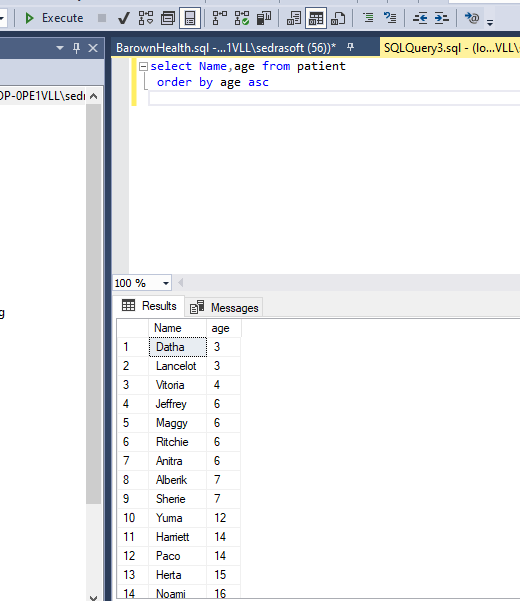 Execute
BarownHealth.sql -...1VLL\sedrasoft (56))*
SQLQuery3.sql - (lo...VLL\s
select Name,age from patient
order by age asc
OP-0PE1VLL\sedr
g
100 %
Results Messages
Name age
1 Datha 3
2 Lancelot 3
3 Vitoria 4
4 Jeffrey 6
5 Maggy 6
6 Ritchie 6
7 Anitra 6
8 Alberik 7
9 Sherie 7
10 Yuma 12
11 Harriett 14
12 Paco 14
13 Herta 15
14 Noami 16